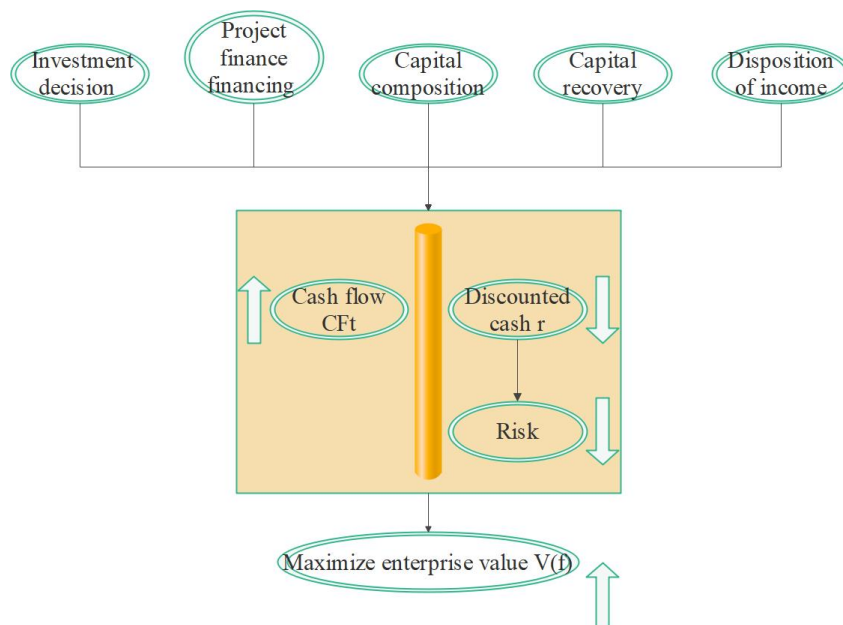 Investment
decision
Project
finance
financing
Capital
composition
Capital
recovery
Disposition
of income
Cash flow
CFt
Discounted
cash r
Risk
Maximize enterprise value V(f)